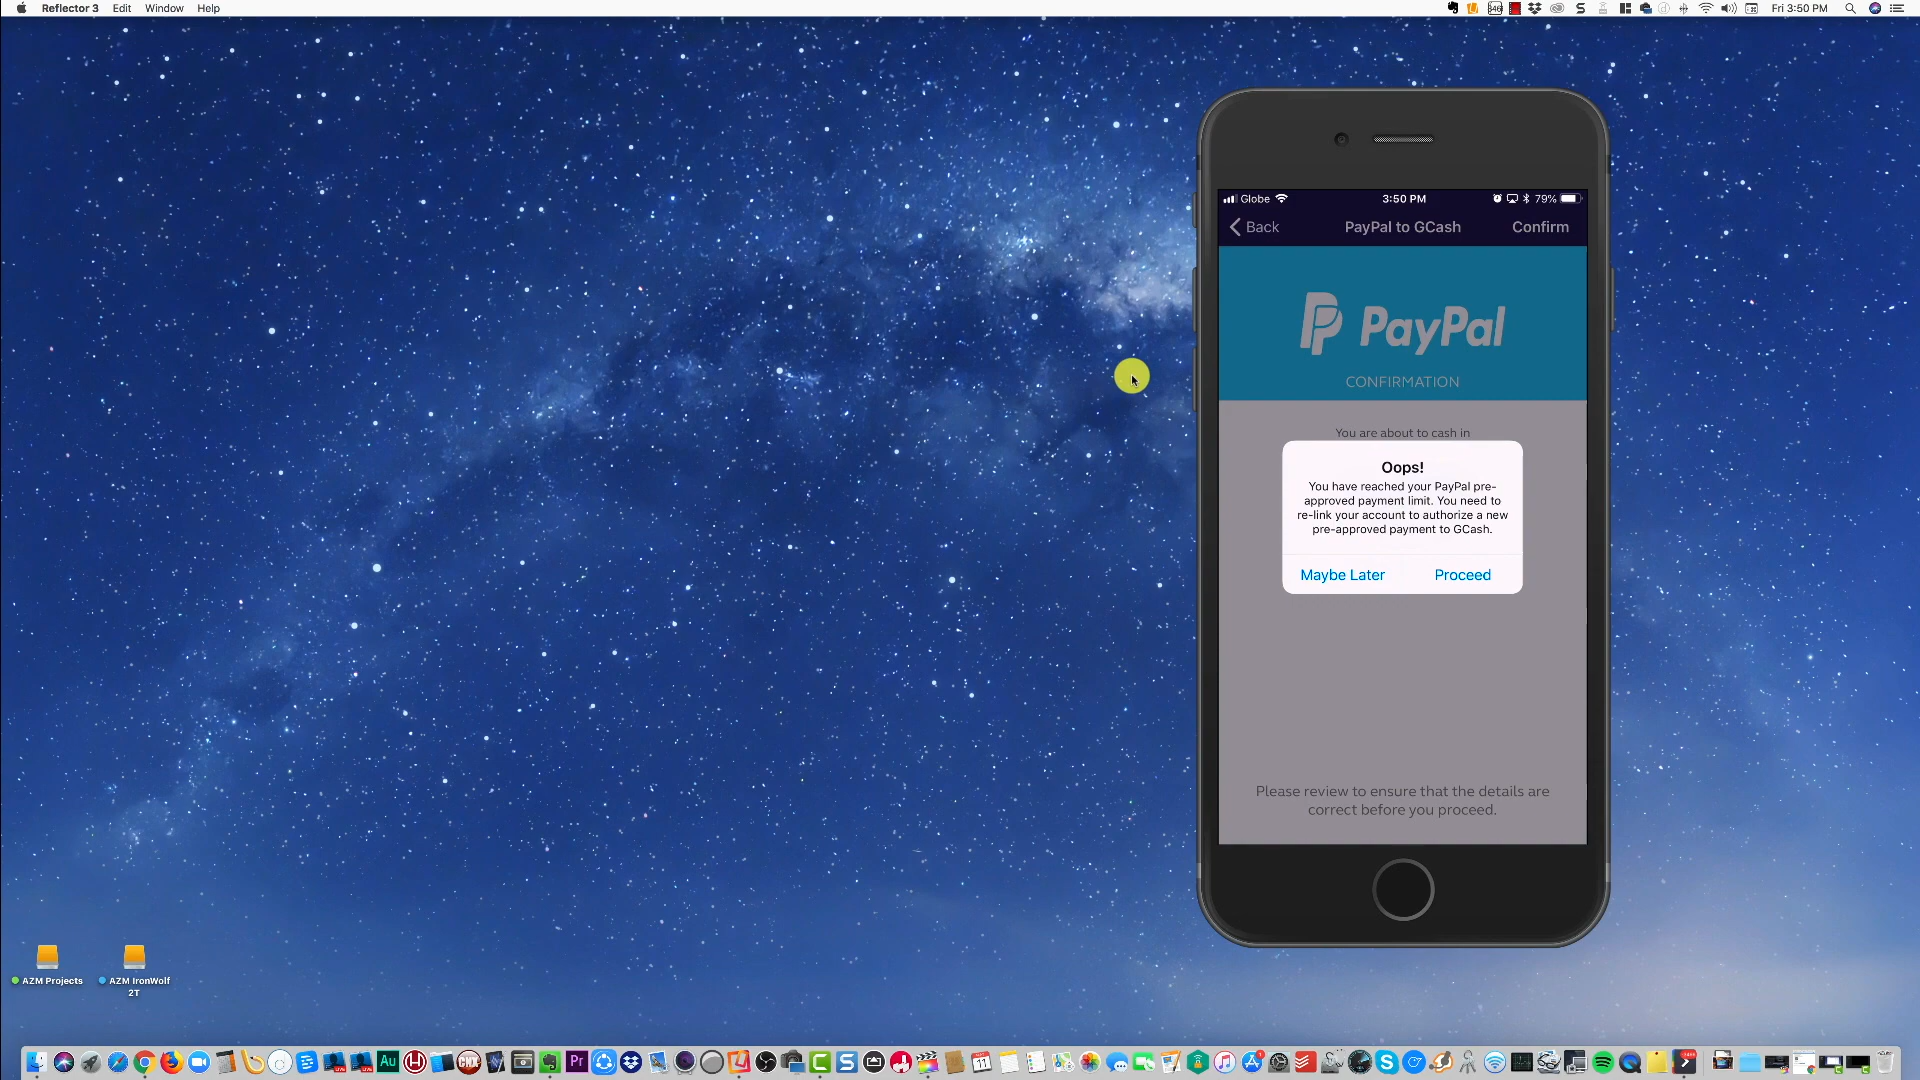 Reflector 3 Edit Window Help
Fri 3:50 PM
Globe 3:50 PM 79%
Back PayPal to GCash Confirm
PayPal
CONFIRMATION
You are about to cash in
Oops!
You have reached your PayPal pre-
approved payment limit. You need to
re-link your account to authorize a new
pre-approved payment to GCash.
Maybe Later Proceed
Please review to ensure that the details are
correct before you proceed.
AZM Projects
AZM IronWolf
2T
Au
Pr